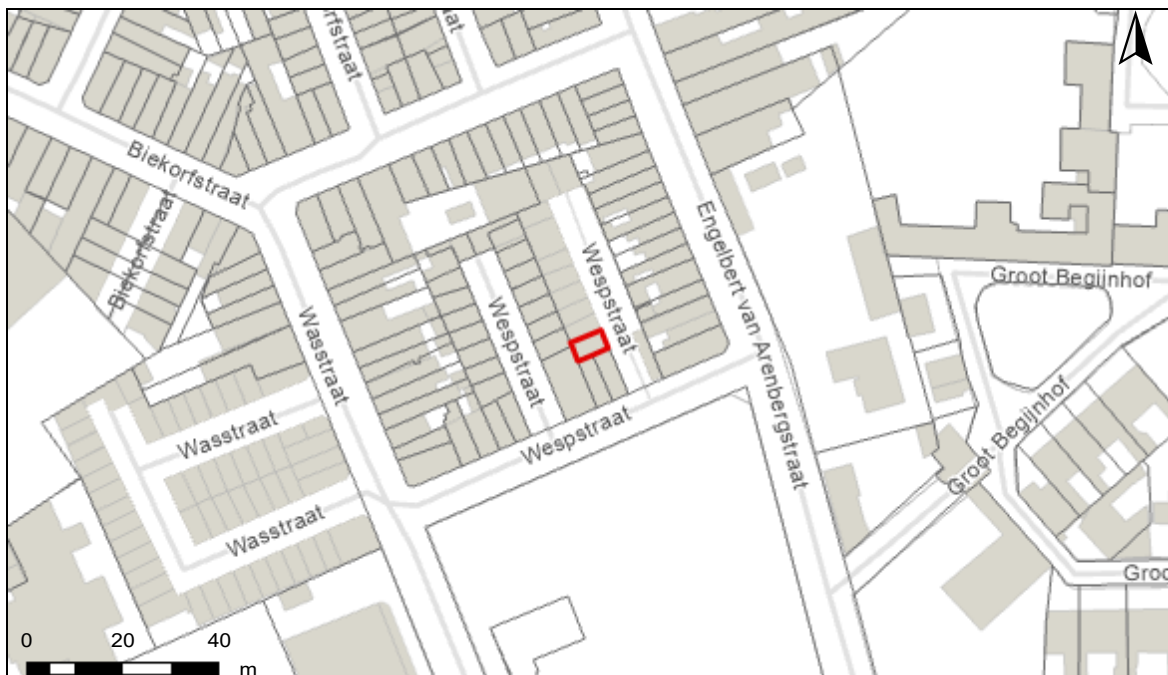 rfstraat
at
Biekorfstraat
Biekorfstraat
Engelbert van Arenbergstraat
Wespstraat
Groot Begijnhof
Wespstraat
Wasstraat
Wasstraat
Wespstraat
Groot Begijnhof
Wasstraat
Groo
0 20 40
m